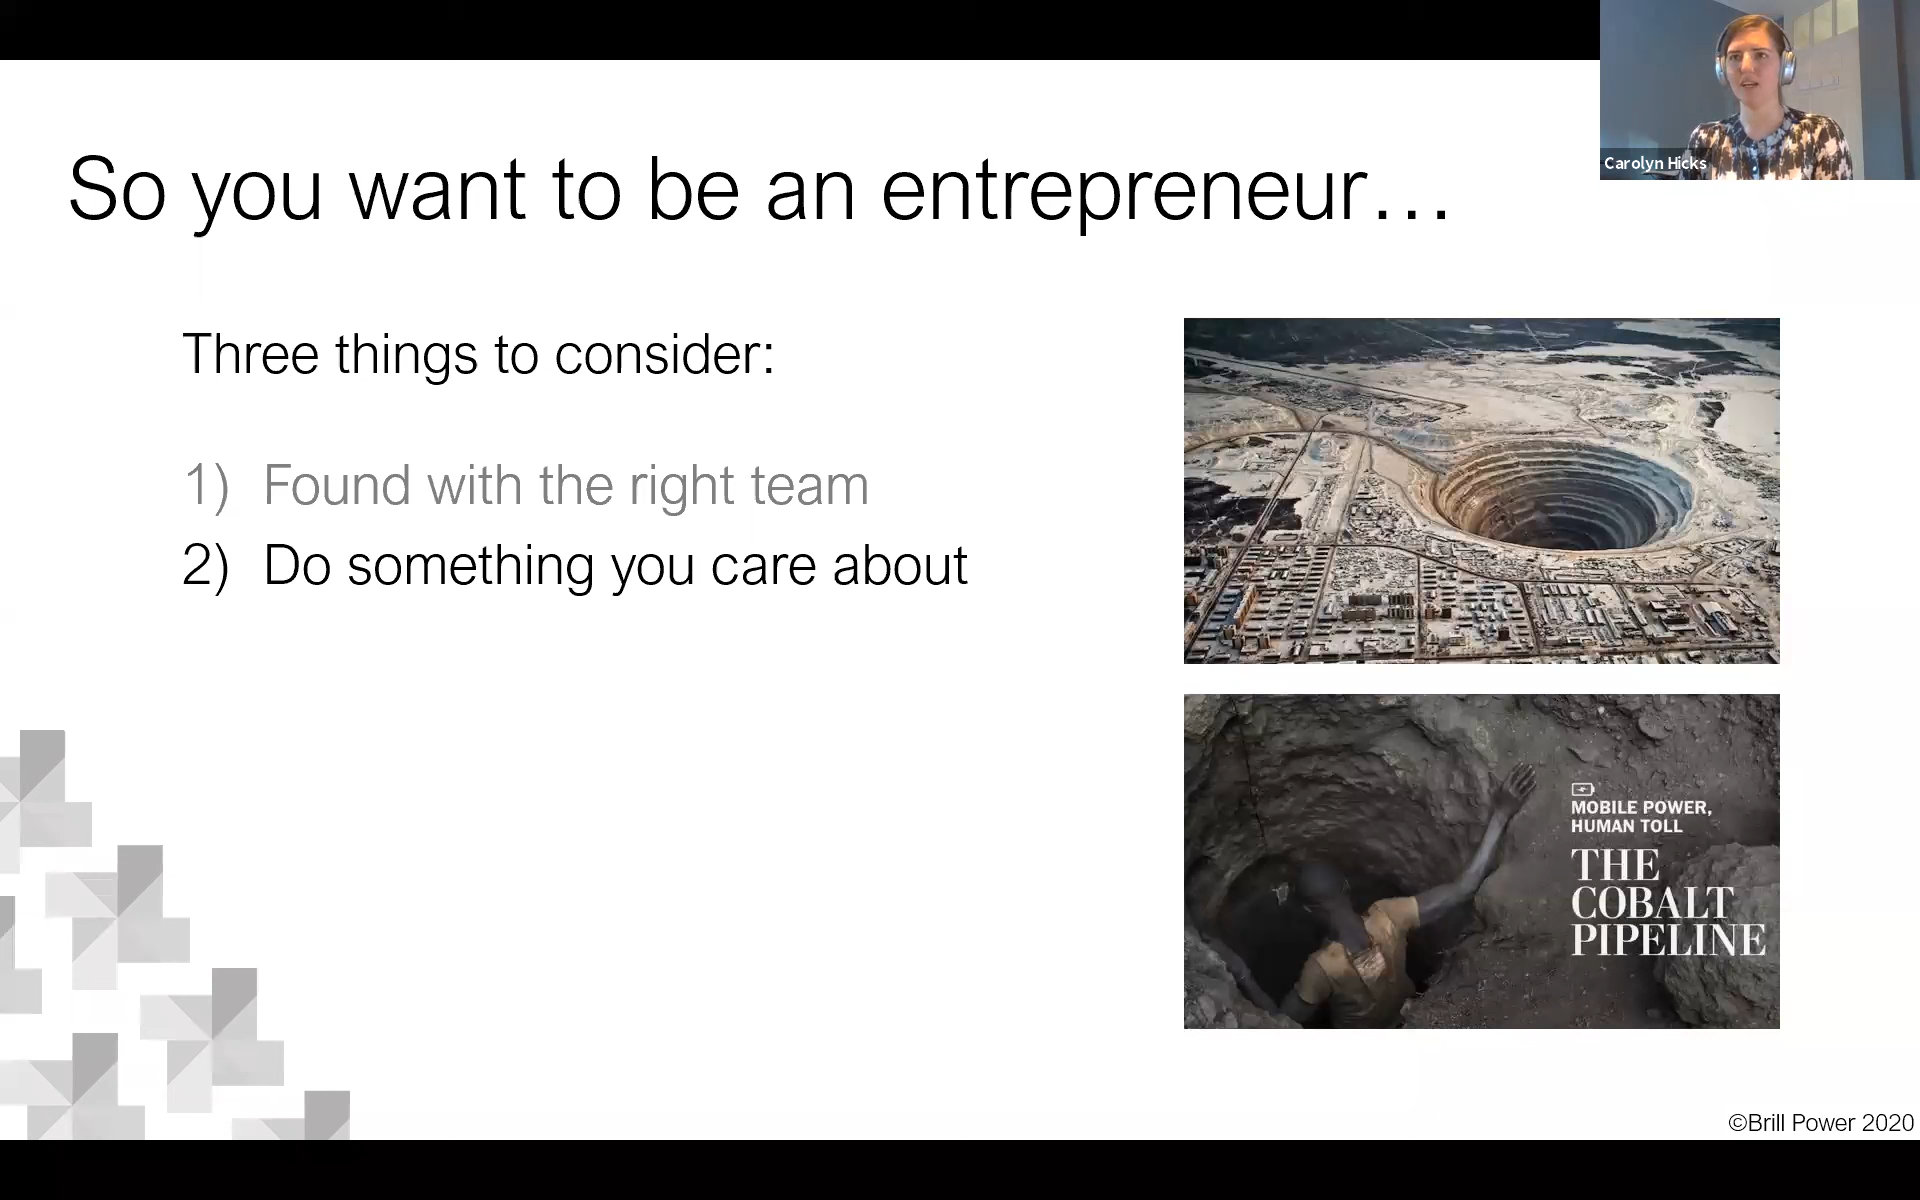 Carolyn Hicks
So you want to be an entrepreneur…
Three things to consider:
1) Found with the right team
2) Do something you care about
MOBILE POWER,
HUMAN TOLL
THE
COBALT
PIPELINE
©Brill Power 2020